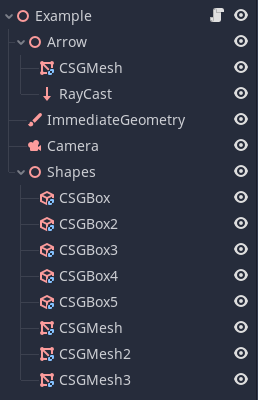 Example
Arrow
CSGMesh
RayCast
ImmediateGeometry
Camera
Shapes
CSGBox
CSGBox2
CSGBox3
CSGBox4
CSGBox5
CSGMesh
CSGMesh2
CSGMesh3